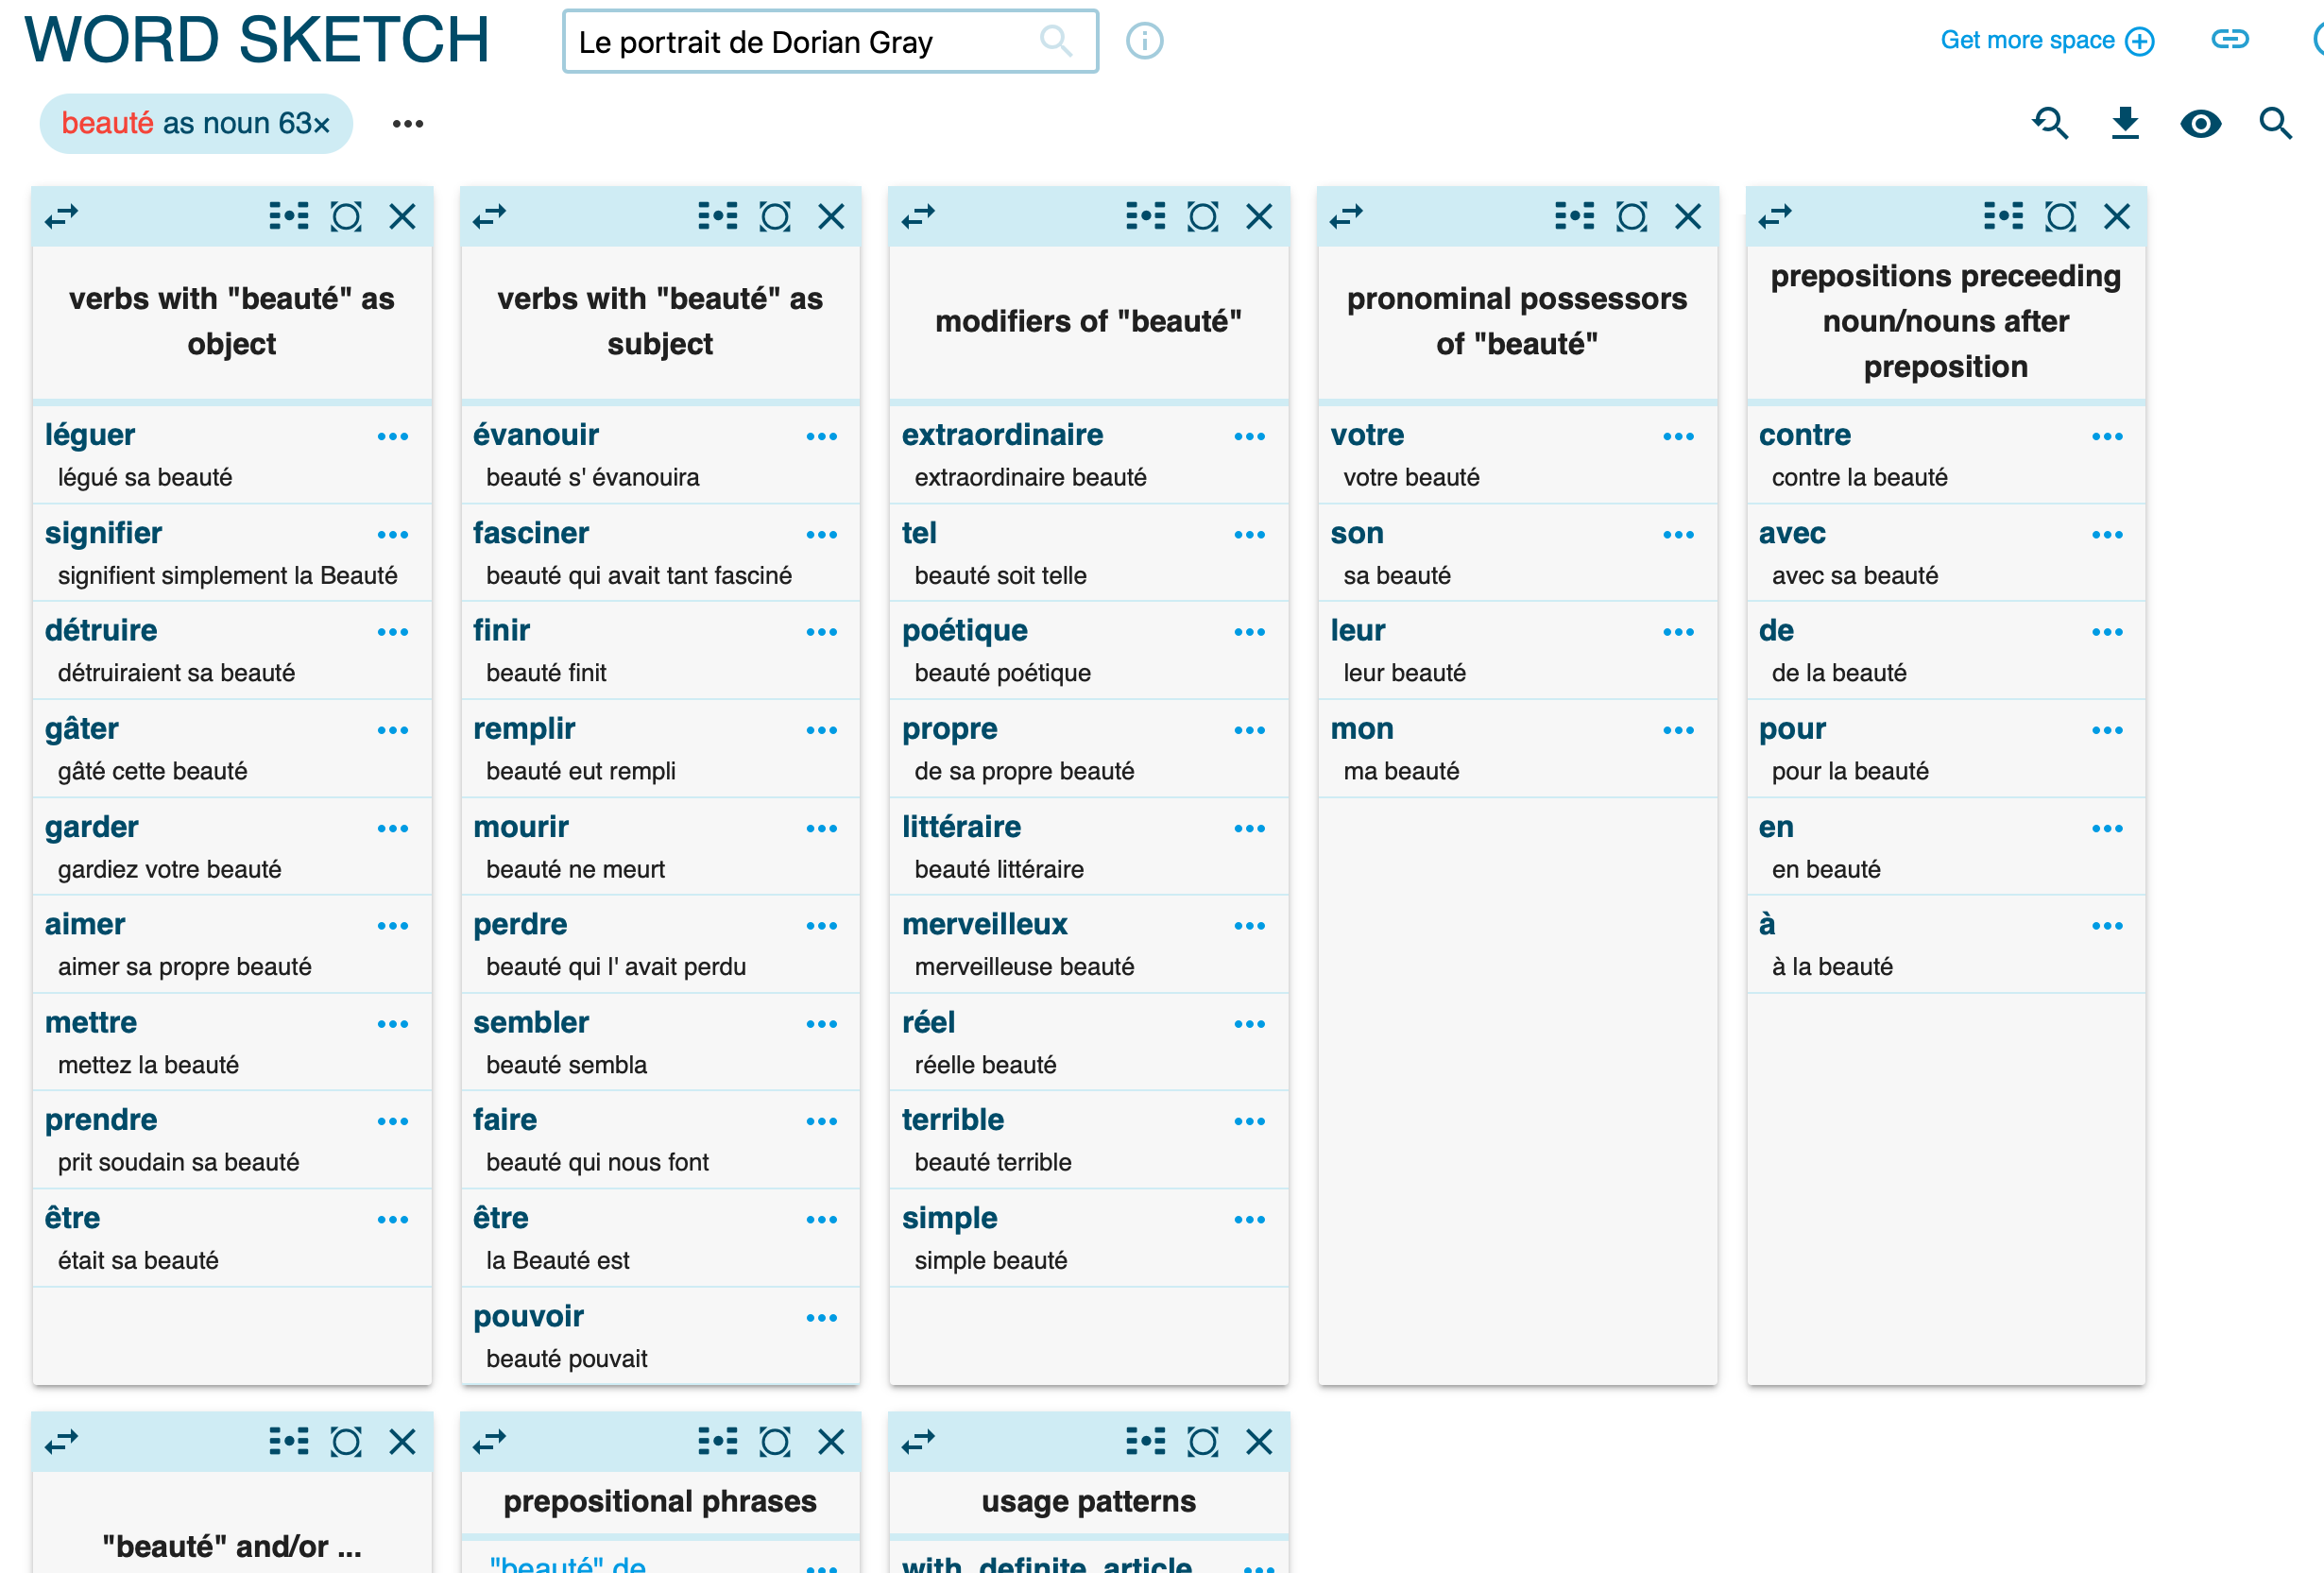 WORD SKETCH
Le portrait de Dorian Gray
Get more space
beauté as noun 63×
verbs with "beauté" as
object
léguer
légué sa beauté
signifier
signifient simplement la Beauté
détruire
détruiraient sa beauté
gâter
gâté cette beauté
garder
gardiez votre beauté
aimer
aimer sa propre beauté
mettre
mettez la beauté
prendre
prit soudain sa beauté
être
était sa beauté
verbs with "beauté" as
subject
évanouir
beauté s' évanouira
fasciner
beauté qui avait tant fasciné
finir
beauté finit
remplir
beauté eut rempli
mourir
beauté ne meurt
perdre
beauté qui l' avait perdu
sembler
beauté sembla
faire
beauté qui nous font
être
la Beauté est
pouvoir
beauté pouvait
modifiers of "beauté"
extraordinaire
extraordinaire beauté
tel
beauté soit telle
poétique
beauté poétique
propre
de sa propre beauté
littéraire
beauté littéraire
merveilleux
merveilleuse beauté
réel
réelle beauté
terrible
beauté terrible
simple
simple beauté
pronominal possessors
of "beauté"
votre
votre beauté
son
sa beauté
leur
leur beauté
mon
ma beauté
prepositions preceeding
noun/nouns after
preposition
contre
contre la beauté
avec
avec sa beauté
de
de la beauté
pour
pour la beauté
en
en beauté
à
à la beauté
"beauté" and/or ...
prepositional phrases
"beauté" de
usage patterns
with_definite_article